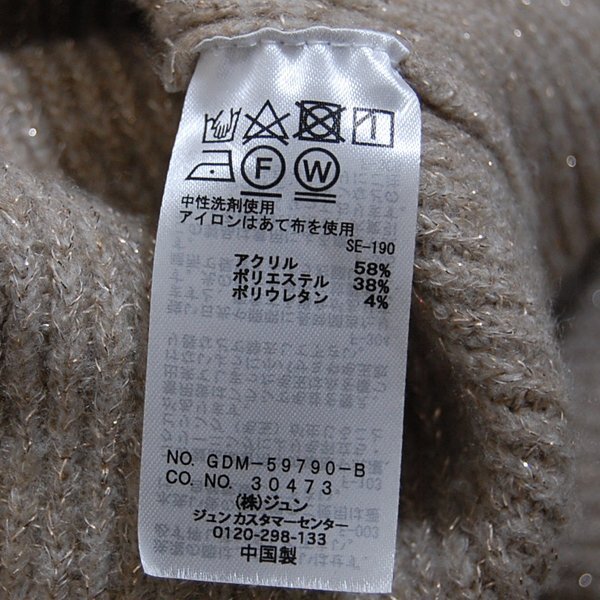 F W
中性洗剤使用
アイロンはあて布を使用
SE-190
アクリル 58%
ポリエステル 38%
ポリウレタン 4%
NO. GDM-59790-B
CO. NO. 30473
(株)ジュン
ジュンカスタマーセンター
0120-298-133
中国製